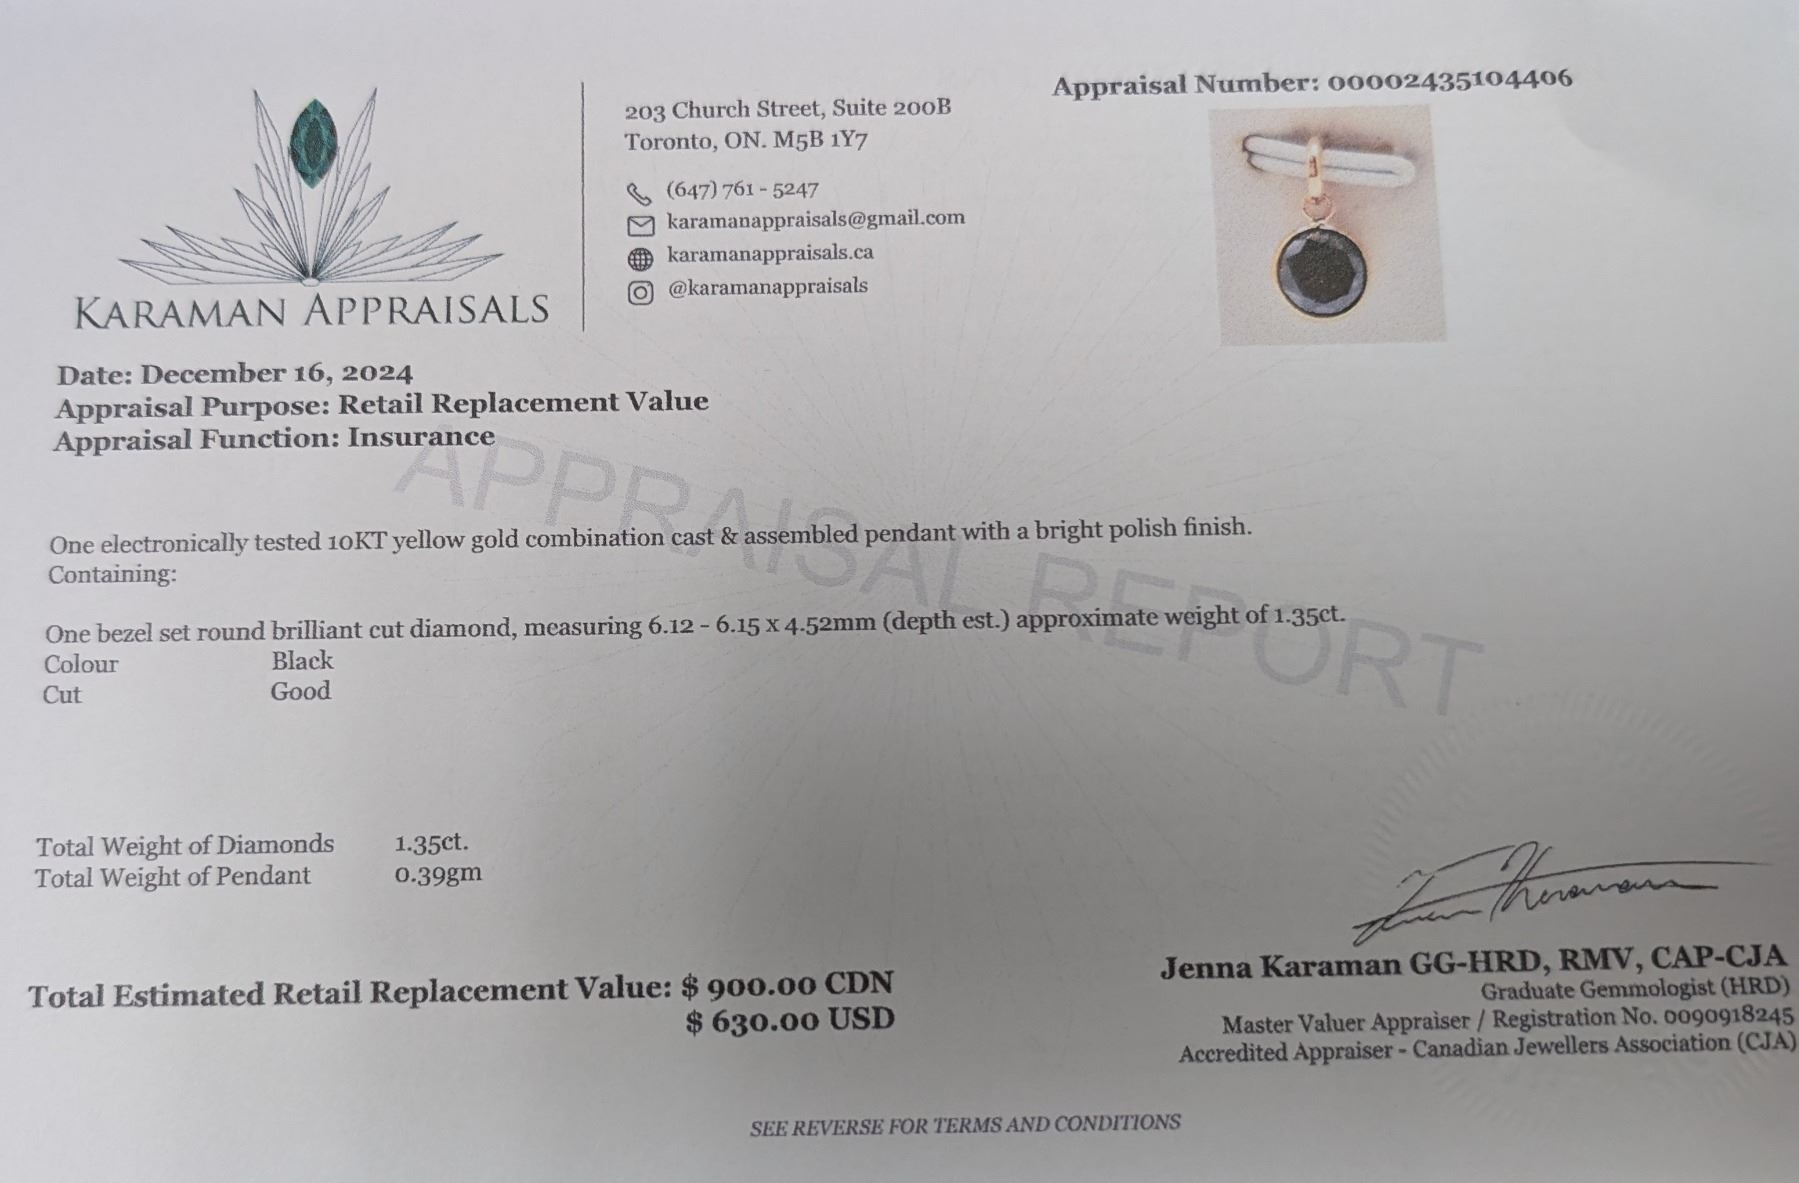 KARAMAN APPRAISALS
203 Church Street, Suite 200B
Toronto, ON. M5B 1Y7
(647) 761 - 5247
karamanappraisals@gmail.com
karamanappraisals.ca
@karamanappraisals
Appraisal Number: 00002435104406
Date: December 16, 2024
Appraisal Purpose: Retail Replacement Value
Appraisal Function: Insurance
APPRAISAL REPORT
One electronically tested 10KT yellow gold combination cast & assembled pendant with a bright polish finish.
Containing:
One bezel set round brilliant cut diamond, measuring 6.12 - 6.15 x 4.52mm (depth est.) approximate weight of 1.35ct.
Colour Black
Cut Good
Total Weight of Diamonds 1.35ct.
Total Weight of Pendant 0.39gm
Total Estimated Retail Replacement Value: $ 900.00 CDN
$ 630.00 USD
Jenna Karaman GG-HRD, RMV, CAP-CJA
Graduate Gemmologist (HRD)
Master Valuer Appraiser / Registration No. 0090918245
Accredited Appraiser - Canadian Jewellers Association (CJA)
SEE REVERSE FOR TERMS AND CONDITIONS